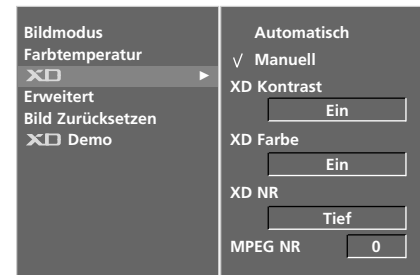 Bildmodus
Farbtemperatur
XD
Erweitert
Bild Zurücksetzen
XD Demo
Automatisch
√ Manuell
XD Kontrast
Ein
XD Farbe
Ein
XD NR
Tief
MPEG NR 0